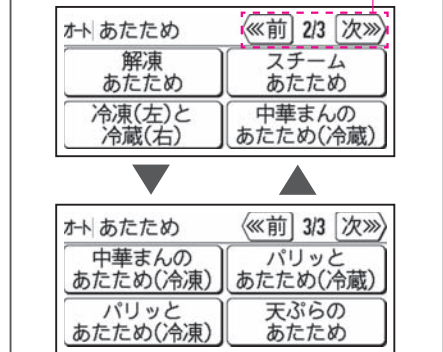 オート あたため 《前 2/3 次》
解凍 スチーム
あたため あたため
冷凍(左)と 中華まんの
冷蔵(右) あたため(冷蔵)
オート あたため 《前 3/3 次》
中華まんの パリッと
あたため(冷凍) あたため(冷蔵)
パリッと 天ぷらの
あたため(冷凍) あたため